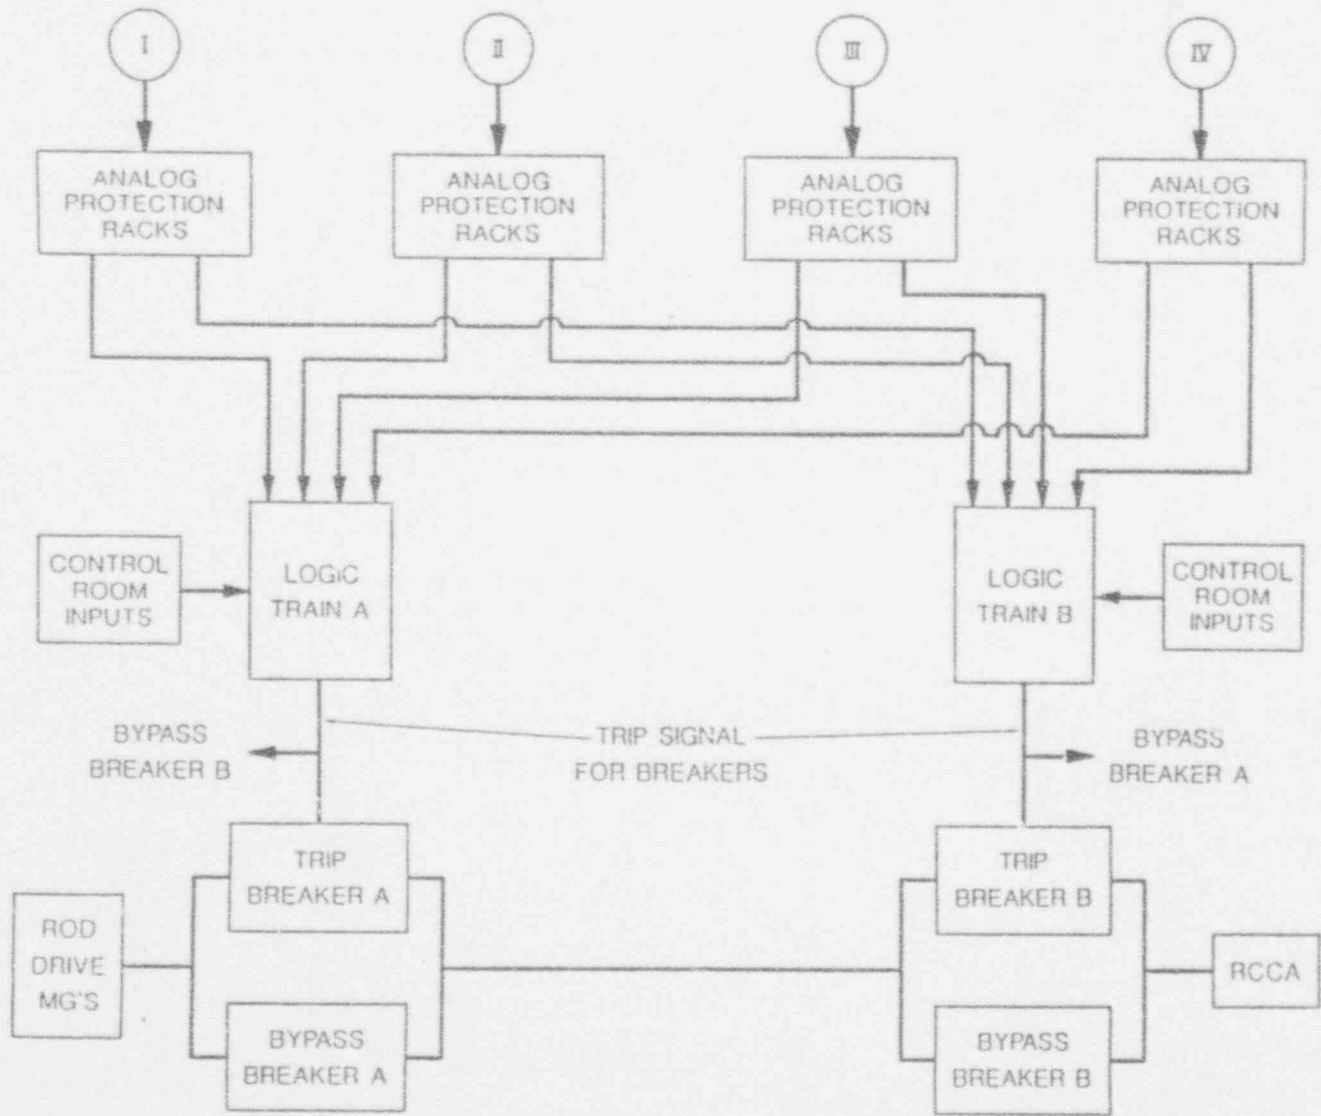 I
II
III
IV
ANALOG
PROTECTION
RACKS
ANALOG
PROTECTION
RACKS
ANALOG
PROTECTION
RACKS
ANALOG
PROTECTION
RACKS
CONTROL
ROOM
INPUTS
LOGIC
TRAIN A
LOGIC
TRAIN B
CONTROL
ROOM
INPUTS
BYPASS
BREAKER B
TRIP SIGNAL
FOR BREAKERS
BYPASS
BREAKER A
TRIP
BREAKER A
TRIP
BREAKER B
ROD
DRIVE
MG'S
RCCA
BYPASS
BREAKER A
BYPASS
BREAKER B